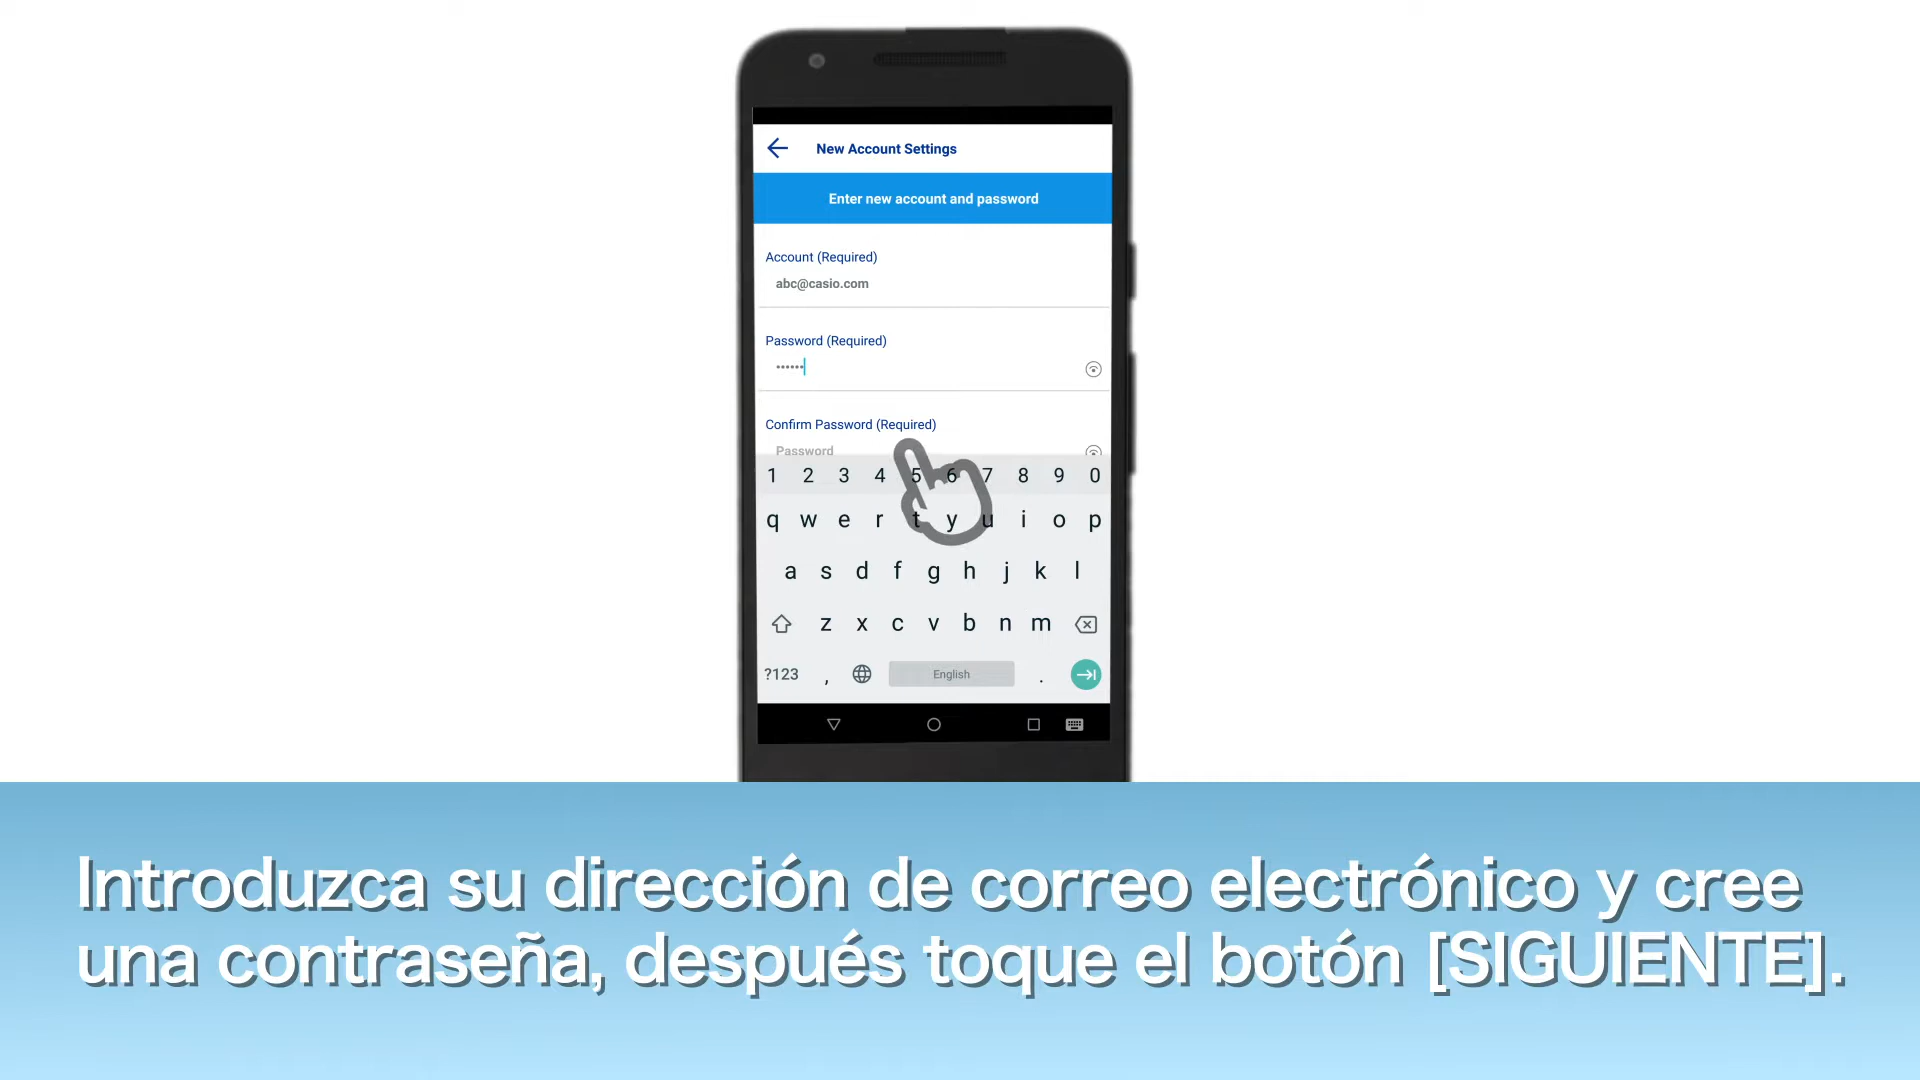 New Account Settings
Enter new account and password
Account (Required)
abc@casio.com
Password (Required)
••••••
Confirm Password (Required)
Password
1 2 3 4 5 6 7 8 9 0
q w e r t y u i o p
a s d f g h j k l
z x c v b n m
?123 , English .
Introduzca su dirección de correo electrónico y cree
una contraseña, después toque el botón [SIGUIENTE].